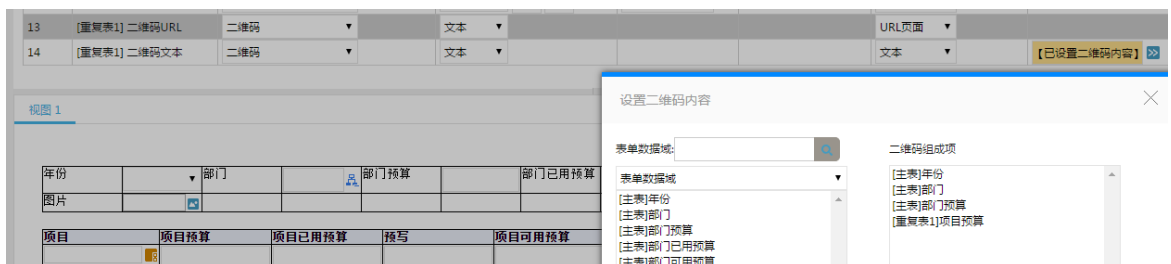 13 [重复表1] 二维码URL 二维码 文本 URL页面
14 [重复表1] 二维码文本 二维码 文本 文本 【已设置二维码内容】
视图 1
设置二维码内容
表单数据域:
二维码组成项
表单数据域
[主表]年份
[主表]部门
[主表]部门预算
[主表]部门已用预算
[主表]部门可用预算
[主表]年份
[主表]部门
[主表]部门预算
[重复表1]项目预算
年份 部门 部门预算 部门已用预算
图片
项目 项目预算 项目已用预算 预写 项目可用预算